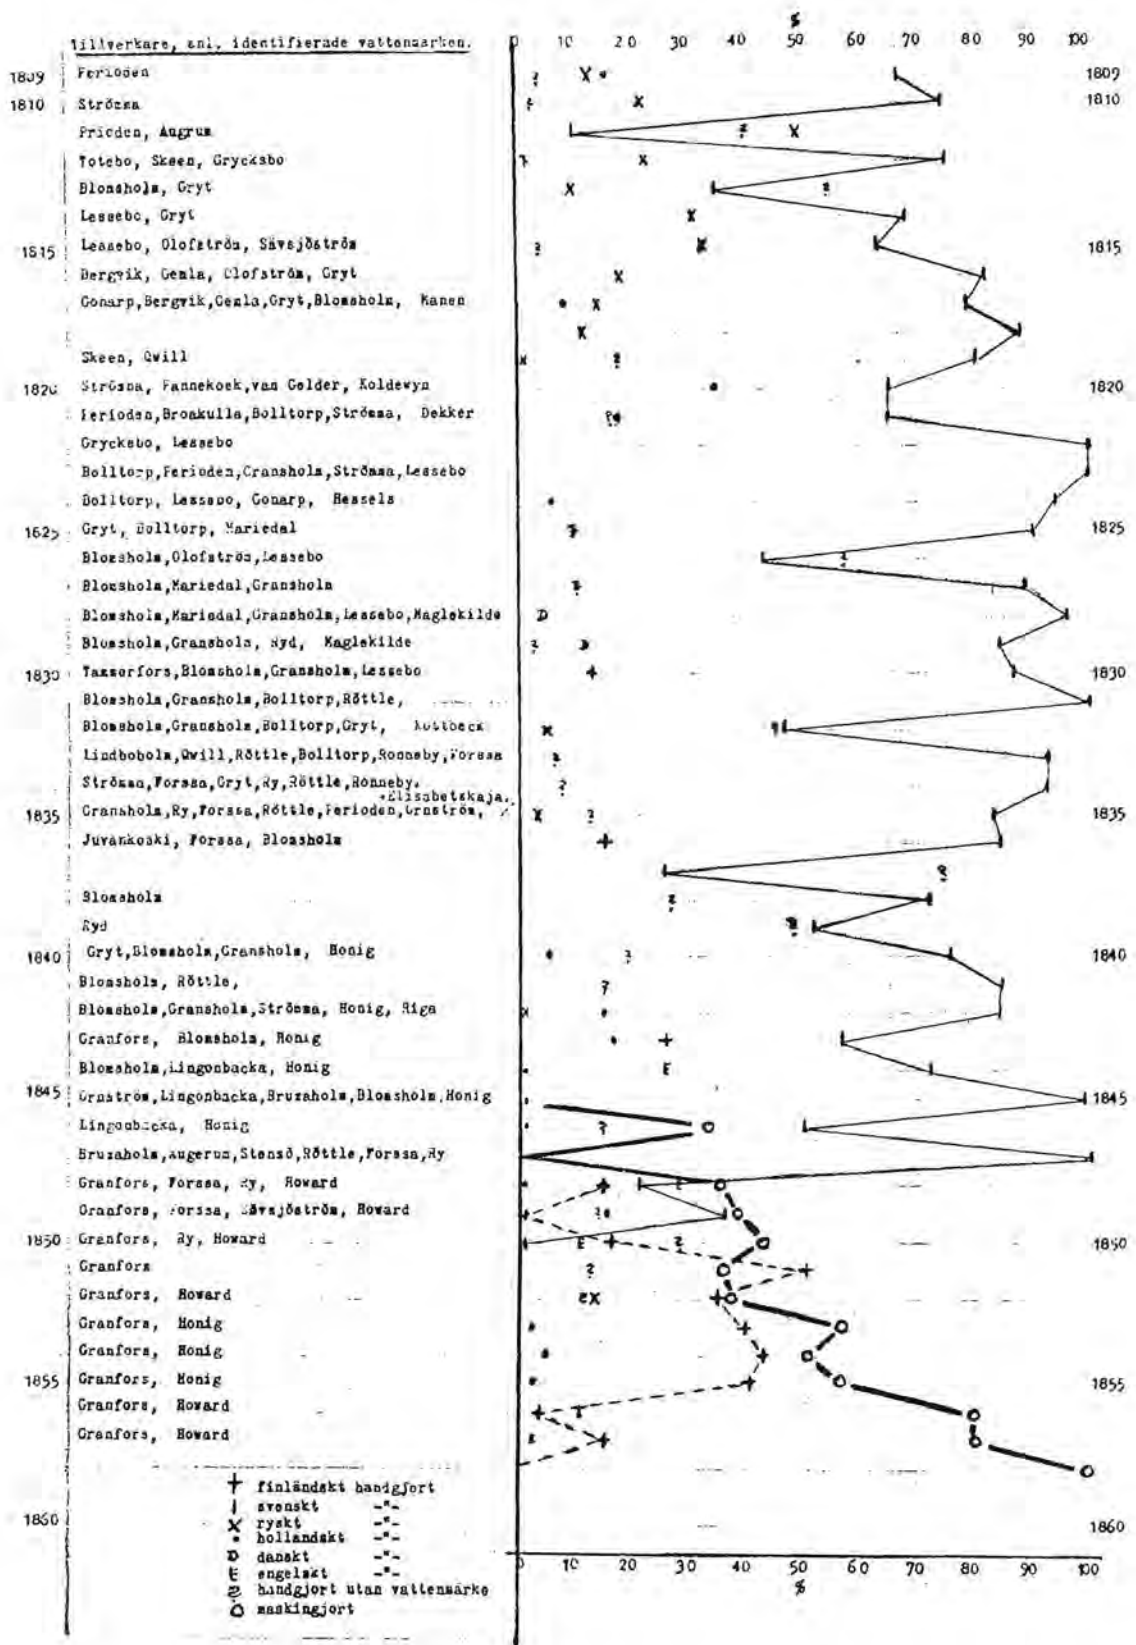 %
Tillverkare, enl. identifierade vattenmärken.
0 10 20 30 40 50 60 70 80 90 100
1809 Perioden 1809
1810 Strömma 1810
Frieden, Augrum
Totebo, Skeen, Grycksbo
Blomsholm, Gryt
Lessebo, Gryt
1815 Lessebo, Olofström, Sävsjöström 1815
Bergvik, Gemla, Olofström, Gryt
Gonarp,Bergvik,Gemla,Gryt,Blomsholm, Kanen
Skeen, Qwill
1820 Strömma, Pannekoek,van Gelder, Koldewyn 1820
Perioden,Broakulla,Bolltorp,Strömma, Dekker
Grycksbo, Lessebo
Bolltorp,Perioden,Gransholm,Strömma,Lessebo
Bolltorp, Lessebo, Gonarp, Hessels
1825 Gryt, Bolltorp, Mariedal 1825
Blomsholm,Olofström,Lessebo
Blomsholm,Mariedal,Gransholm
Blomsholm,Mariedal,Gransholm,Lessebo,Maglekilde
Blomsholm,Gransholm, Ryd, Maglekilde
1830 Tammerfors,Blomsholm,Gransholm,Lessebo 1830
Blomsholm,Gransholm,Bolltorp,Röttle,
Blomsholm,Gransholm,Bolltorp,Gryt, Kottbeck
Lindboholm,Qwill,Röttle,Bolltorp,Ronneby,Forssa
Strömma,Forssa,Gryt,Ry,Röttle,Ronneby.
Elisabetskaja.
1835 Gransholm,Ry,Forssa,Röttle,Perioden,Ornström, 1835
Juvankoski, Forssa, Blomsholm
Blomsholm
Ryd
1840 Gryt,Blomsholm,Gransholm, Honig 1840
Blomsholm, Röttle,
Blomsholm,Gransholm,Strömma, Honig, Riga
Granfors, Blomsholm, Honig
Blomsholm,Lingonbacka, Honig
1845 Ornström,Lingonbacka,Bruzaholm,Blomsholm,Honig 1845
Lingonbacka, Honig
Bruzaholm,Augerum,Stensö,Röttle,Forssa,Ry
Granfors, Forssa, Ry, Howard
Granfors, Forssa, Sävsjöström, Howard
1850 Granfors, Ry, Howard 1850
Granfors
Granfors, Howard
Granfors, Honig
Granfors, Honig
1855 Granfors, Honig 1855
Granfors, Howard
Granfors, Howard
+ finländskt handgjort
| svenskt -"-
x ryskt -"-
• holländskt -"-
1860 1860
D danskt -"-
E engelskt -"-
? handgjort utan vattenmärke
O maskingjort
0 10 20 30 40 50 60 70 80 90 100
%